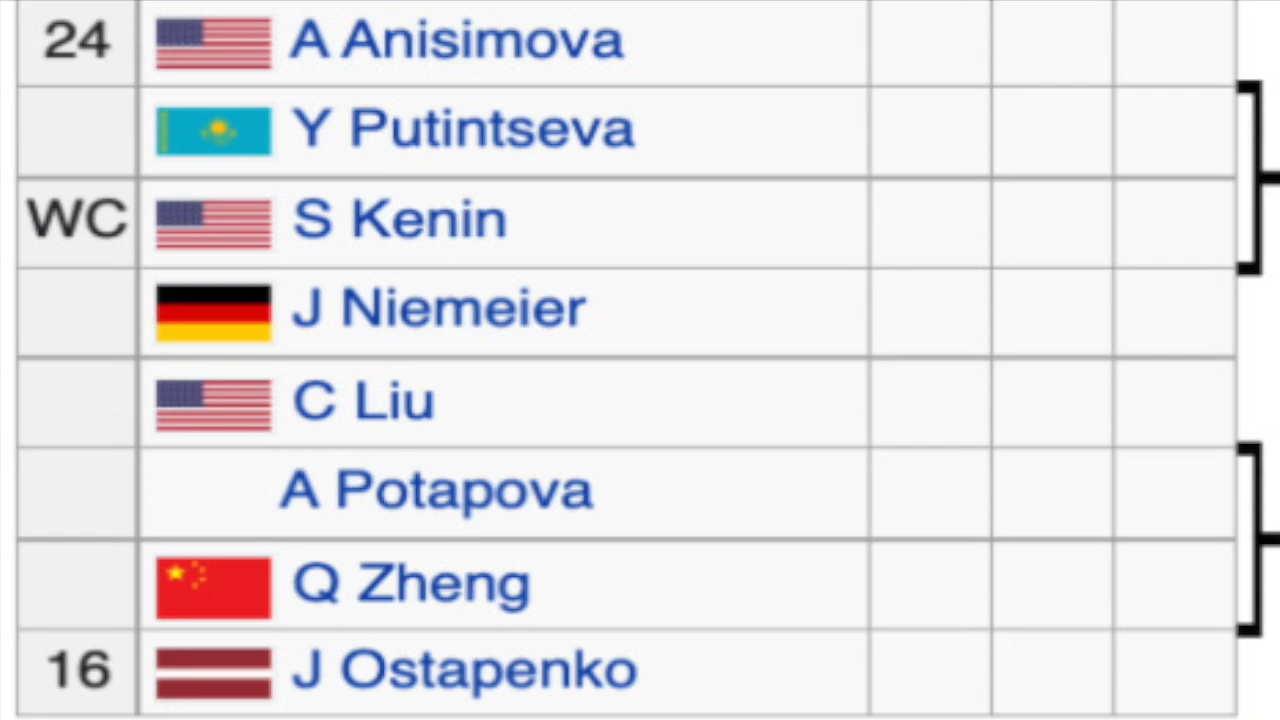 24 A Anisimova
Y Putintseva
WC S Kenin
J Niemeier
C Liu
A Potapova
Q Zheng
16 J Ostapenko